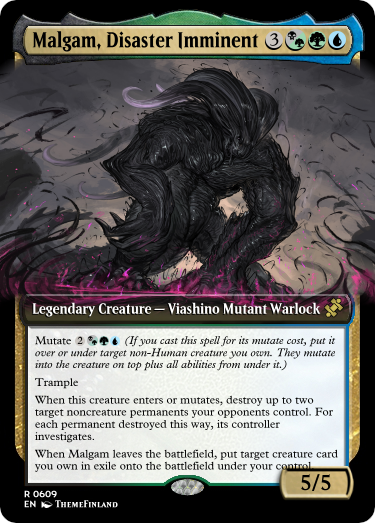 Malgam, Disaster Imminent 3
Legendary Creature — Viashino Mutant Warlock
Mutate 2 (If you cast this spell for its mutate cost, put it
over or under target non-Human creature you own. They mutate
into the creature on top plus all abilities from under it.)
Trample
When this creature enters or mutates, destroy up to two
target noncreature permanents your opponents control. For
each permanent destroyed this way, its controller
investigates.
When Malgam leaves the battlefield, put target creature card
you own in exile onto the battlefield under your control.
5/5
R 0609
EN ThemeFinland